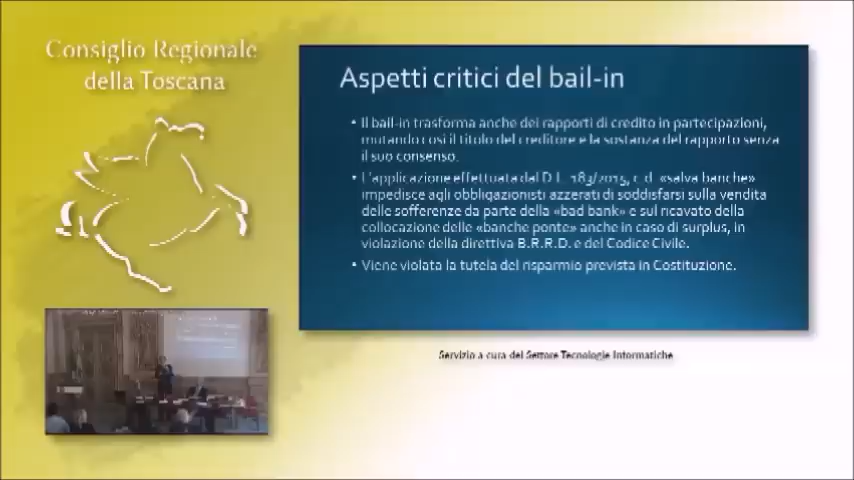 Consiglio Regionale
della Toscana
Aspetti critici del bail-in
• Il bail-in trasforma anche dei rapporti di credito in partecipazioni,
mutando così il titolo del creditore e la sostanza del rapporto senza
il suo consenso.
• L'applicazione effettuata dal D.L. 183/2015, c.d. «salva banche»
impedisce agli obbligazionisti azzerati di soddisfarsi sulla vendita
delle sofferenze da parte della «bad bank» e sul ricavato della
collocazione delle «banche ponte» anche in caso di surplus, in
violazione della direttiva B.R.R.D. e del Codice Civile.
• Viene violata la tutela del risparmio prevista in Costituzione.
Servizio a cura del Settore Tecnologie Informatiche